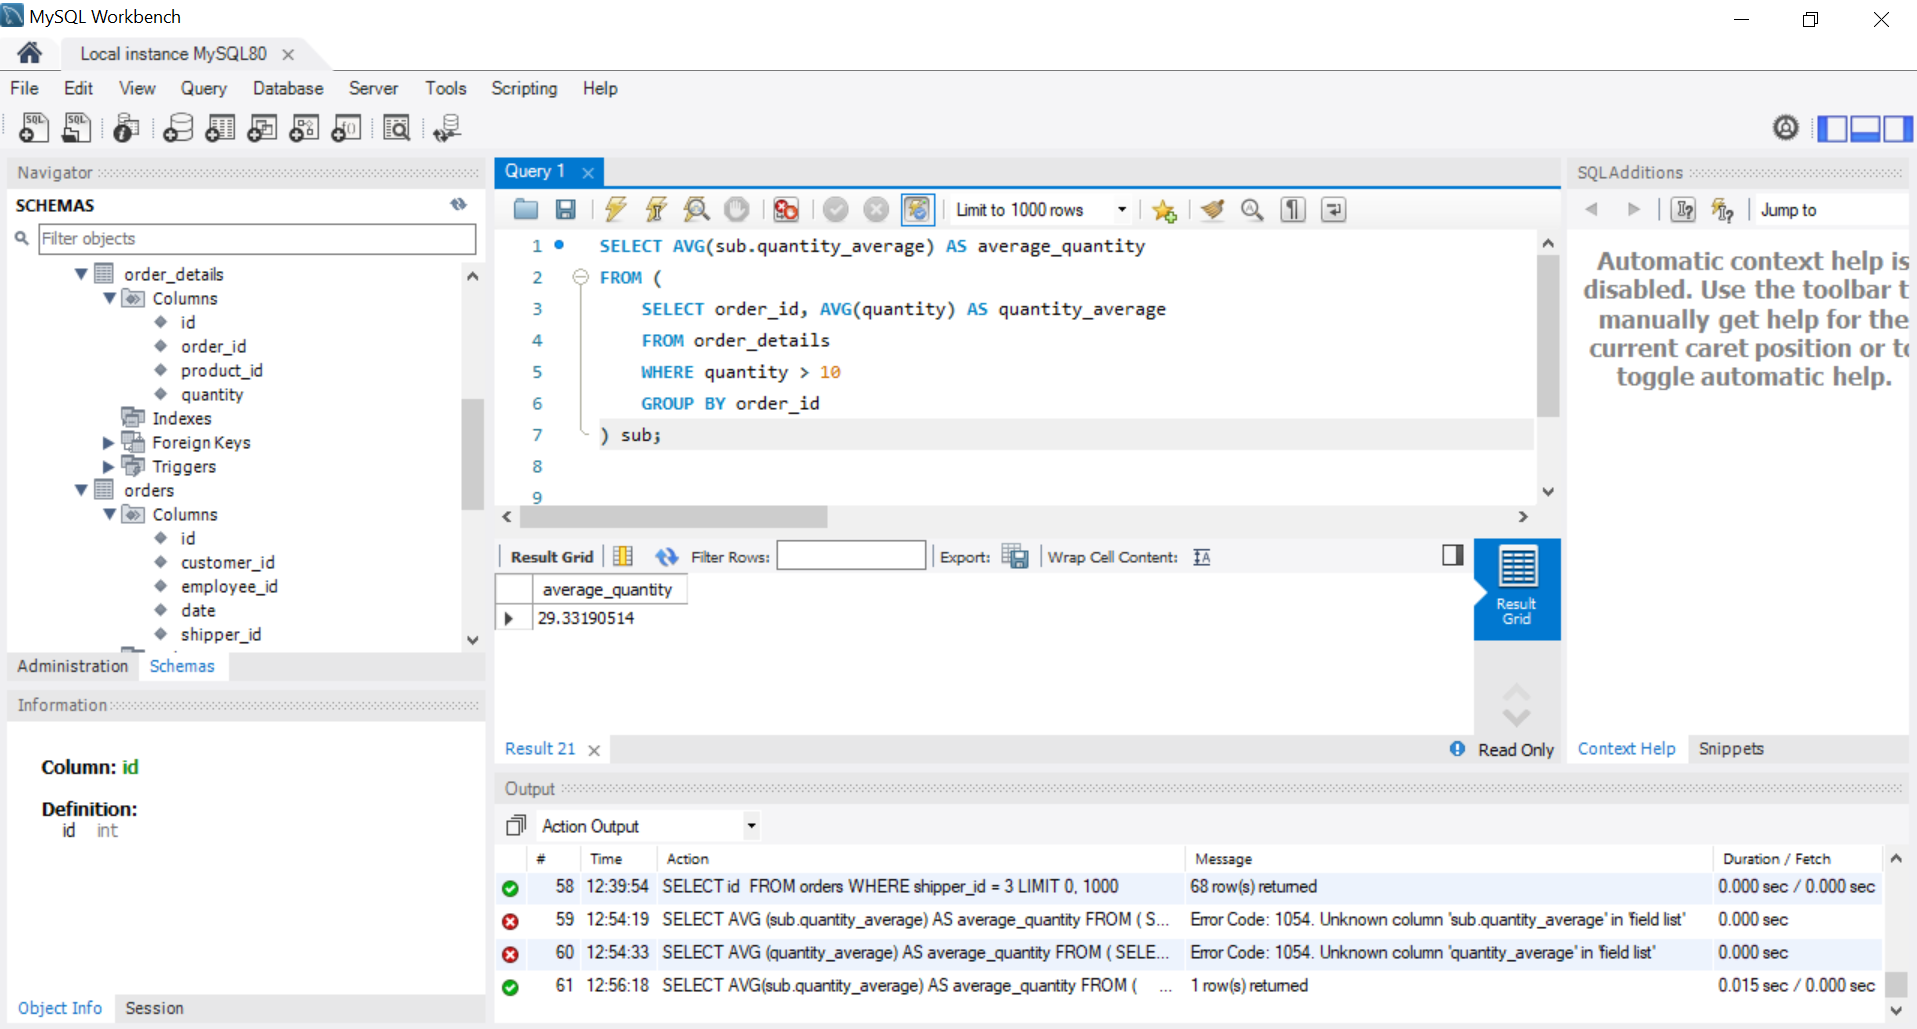 MySQL Workbench
Local instance MySQL80
File Edit View Query Database Server Tools Scripting Help
Navigator
SCHEMAS
Filter objects
order_details
Columns
id
order_id
product_id
quantity
Indexes
Foreign Keys
Triggers
orders
Columns
id
customer_id
employee_id
date
shipper_id
Administration Schemas
Information
Column: id
Definition:
id int
Object Info Session
Query 1
Limit to 1000 rows
1 SELECT AVG(sub.quantity_average) AS average_quantity
2 FROM (
3 SELECT order_id, AVG(quantity) AS quantity_average
4 FROM order_details
5 WHERE quantity > 10
6 GROUP BY order_id
7 ) sub;
8
9
Result Grid Filter Rows: Export: Wrap Cell Content:
average_quantity
29.33190514
Result
Grid
Result 21 Read Only
SQLAdditions
Jump to
Automatic context help is
disabled. Use the toolbar t
manually get help for the
current caret position or to
toggle automatic help.
Context Help Snippets
Output
Action Output
# Time Action Message Duration / Fetch
58 12:39:54 SELECT id FROM orders WHERE shipper_id = 3 LIMIT 0, 1000 68 row(s) returned 0.000 sec / 0.000 sec
59 12:54:19 SELECT AVG (sub.quantity_average) AS average_quantity FROM ( S... Error Code: 1054. Unknown column 'sub.quantity_average' in 'field list' 0.000 sec
60 12:54:33 SELECT AVG (quantity_average) AS average_quantity FROM ( SELE... Error Code: 1054. Unknown column 'quantity_average' in 'field list' 0.000 sec
61 12:56:18 SELECT AVG(sub.quantity_average) AS average_quantity FROM ( ... 1 row(s) returned 0.015 sec / 0.000 sec